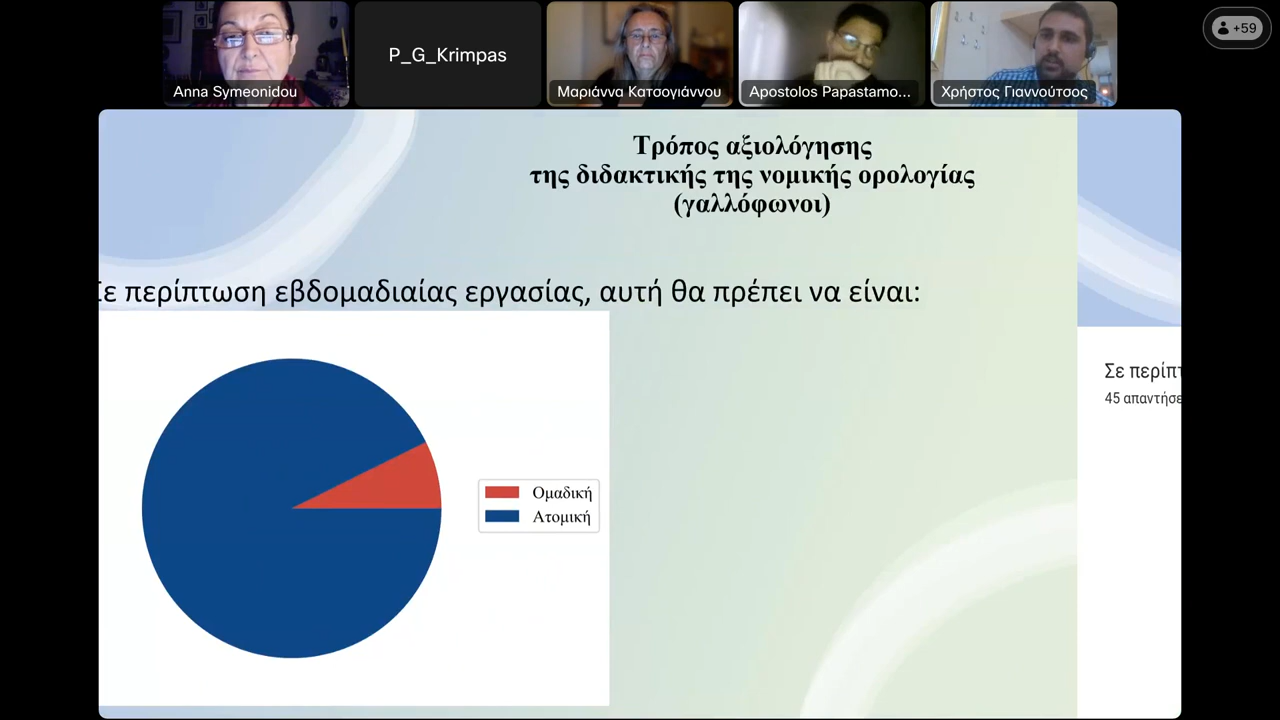 Anna Symeonidou
P_G_Krimpas
Μαριάννα Κατσογιάννου
Apostolos Papastamo...
Χρήστος Γιαννούτσος
+59
Τρόπος αξιολόγησης
της διδακτικής της νομικής ορολογίας
(γαλλόφωνοι)
Σε περίπτωση εβδομαδιαίας εργασίας, αυτή θα πρέπει να είναι:
Ομαδική
Ατομική
Σε περίπτ
45 απαντήσε